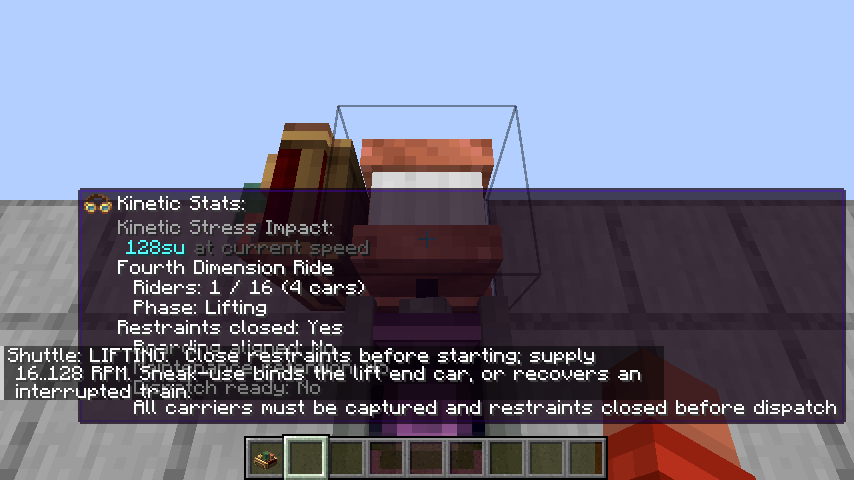 Kinetic Stats:
Kinetic Stress Impact:
128su at current speed
Fourth Dimension Ride
Riders: 1 / 16 (4 cars)
Phase: Lifting
Restraints closed: Yes
Boarding aligned: No
Shuttle: LIFTING. Close restraints before starting; supply
16..128 RPM. Sneak-use binds the lift-end car, or recovers an
interrupted train.
Dispatch ready: No
All carriers must be captured and restraints closed before dispatch